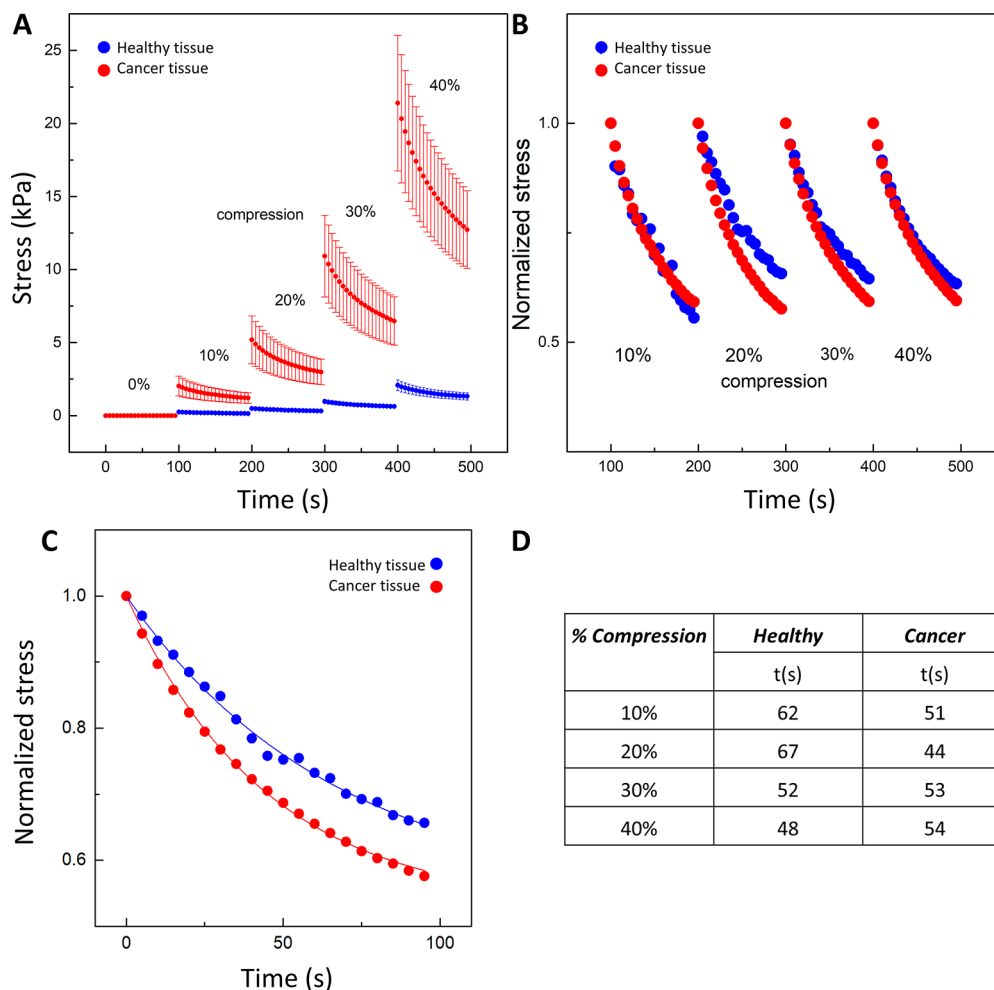 A
Healthy tissue
Cancer tissue
25
20
15
10
5
0
Stress (kPa)
0%
10%
20%
30%
40%
compression
0 100 200 300 400 500
Time (s)
B
Healthy tissue
Cancer tissue
1.0
0.5
Normalized stress
10% 20% 30% 40%
compression
100 200 300 400 500
Time (s)
C
Healthy tissue
Cancer tissue
1.0
0.8
0.6
Normalized stress
0 50 100
Time (s)
D
% Compression Healthy Cancer
t(s) t(s)
10% 62 51
20% 67 44
30% 52 53
40% 48 54